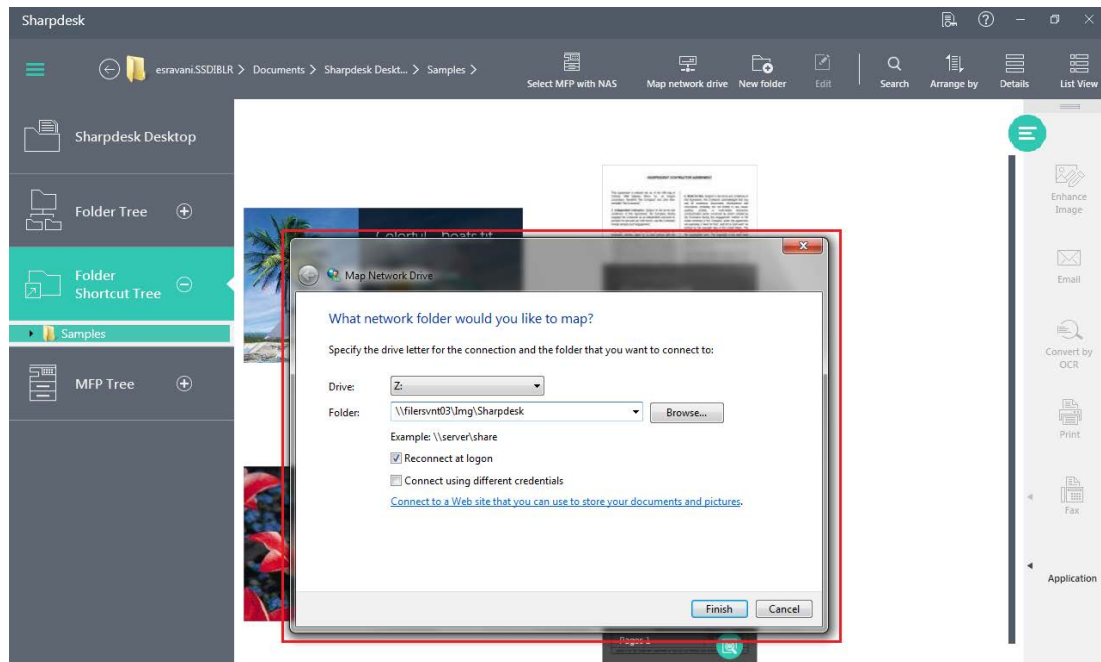 Sharpdesk
esravani.SSDIBLR > Documents > Sharpdesk Deskt... > Samples >
Select MFP with NAS
Map network drive
New folder
Edit
Search
Arrange by
Details
List View
Sharpdesk Desktop
Folder Tree
Folder
Shortcut Tree
Samples
MFP Tree
INDEPENDENT CONTRACTOR AGREEMENT
Map Network Drive
What network folder would you like to map?
Specify the drive letter for the connection and the folder that you want to connect to:
Drive: Z:
Folder: \\filersvnt03\Img\Sharpdesk
Browse...
Example: \\server\share
Reconnect at logon
Connect using different credentials
Connect to a Web site that you can use to store your documents and pictures.
Finish
Cancel
Pages 1
Enhance
Image
Email
Convert by
OCR
Print
Fax
Application